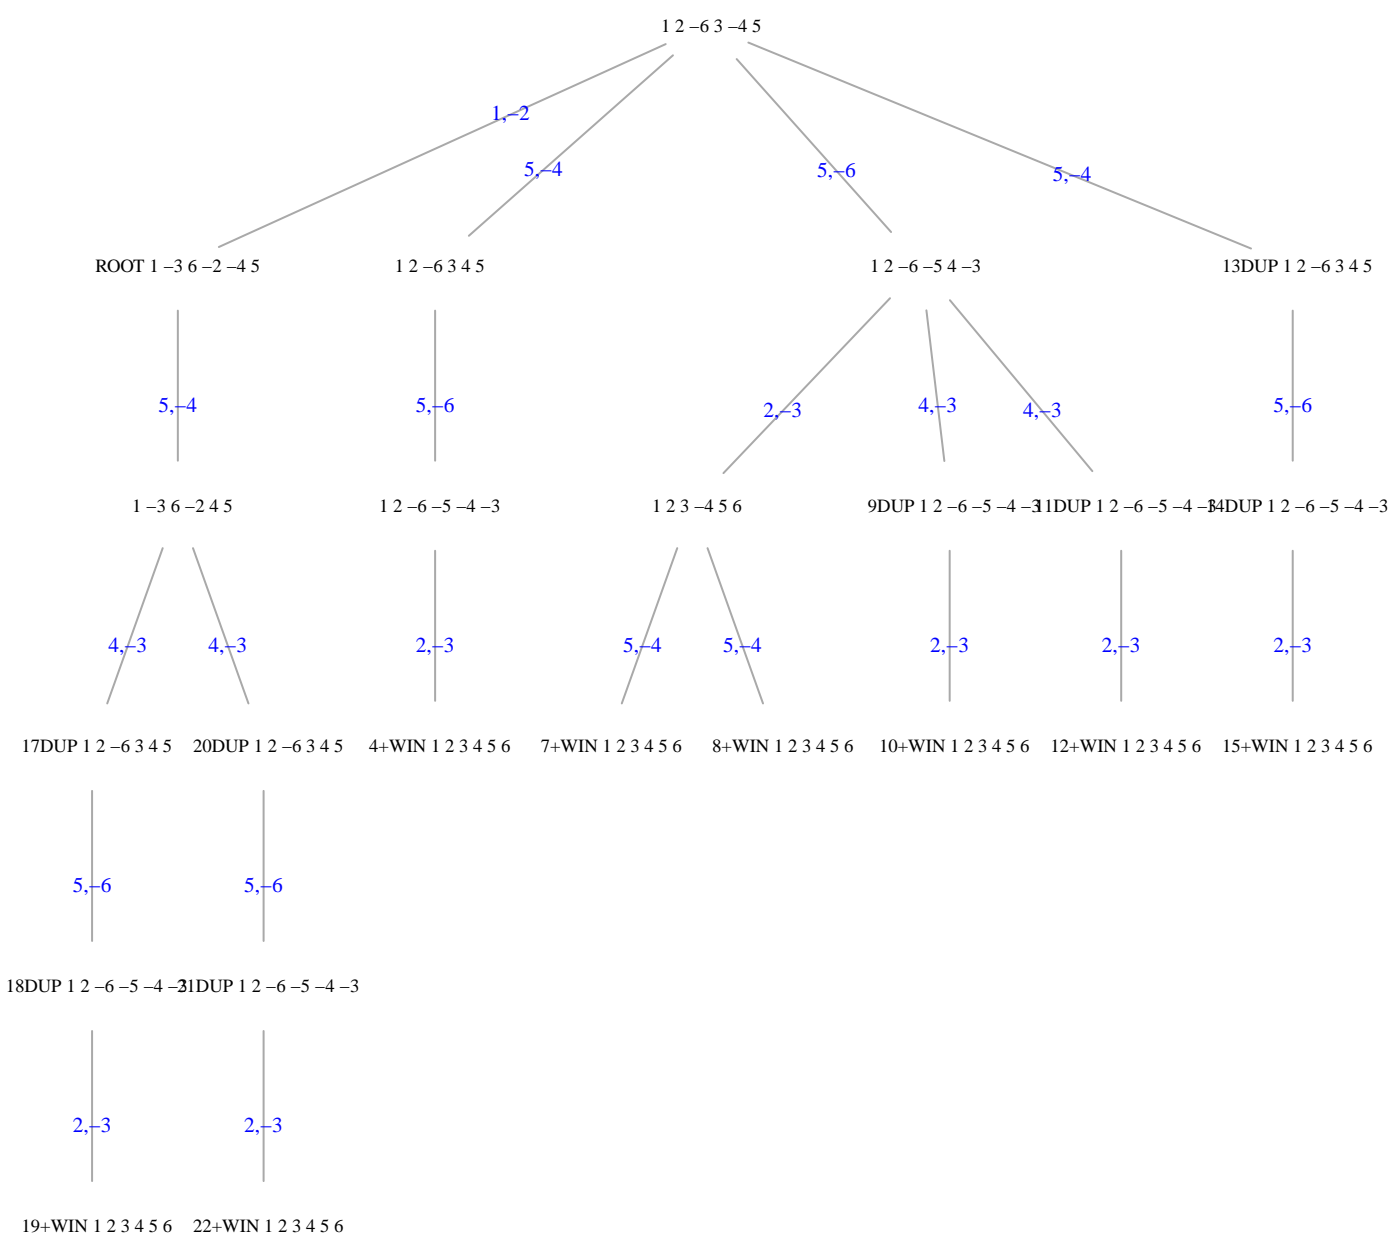 1 2 –6 3 –4 5
1,–2
5,–4
5,–6
5,–4
ROOT 1 –3 6 –2 –4 5
1 2 –6 3 4 5
1 2 –6 –5 4 –3
13DUP 1 2 –6 3 4 5
5,–4
5,–6
2,–3
4,–3
4,–3
5,–6
1 –3 6 –2 4 5
1 2 –6 –5 –4 –3
1 2 3 –4 5 6
9DUP 1 2 –6 –5 –4 –3
11DUP 1 2 –6 –5 –4 –3
14DUP 1 2 –6 –5 –4 –3
4,–3
4,–3
2,–3
5,–4
5,–4
2,–3
2,–3
2,–3
17DUP 1 2 –6 3 4 5
20DUP 1 2 –6 3 4 5
4+WIN 1 2 3 4 5 6
7+WIN 1 2 3 4 5 6
8+WIN 1 2 3 4 5 6
10+WIN 1 2 3 4 5 6
12+WIN 1 2 3 4 5 6
15+WIN 1 2 3 4 5 6
5,–6
5,–6
18DUP 1 2 –6 –5 –4 –3
21DUP 1 2 –6 –5 –4 –3
2,–3
2,–3
19+WIN 1 2 3 4 5 6
22+WIN 1 2 3 4 5 6